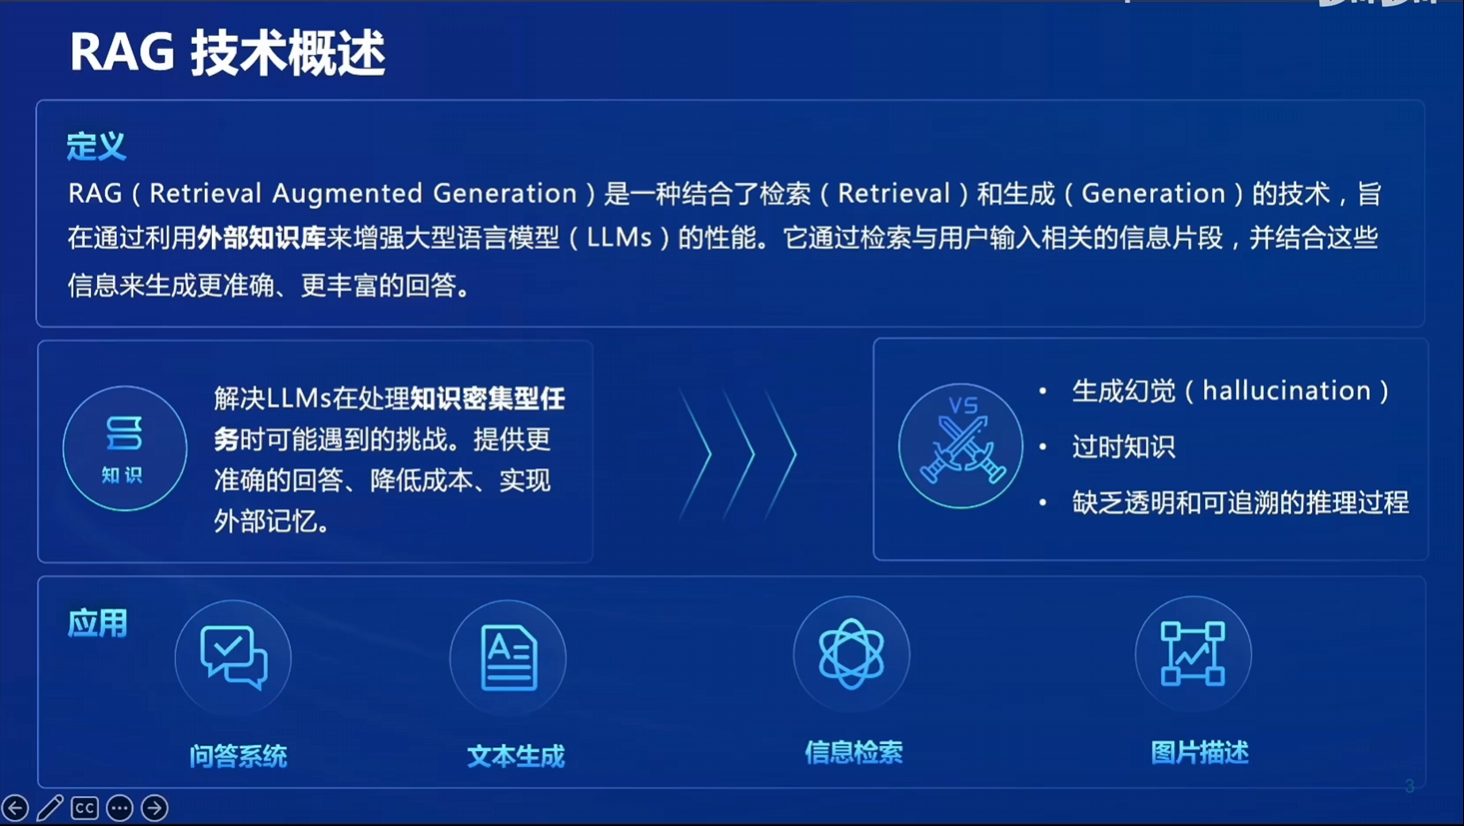 RAG 技术概述
定义
RAG（Retrieval Augmented Generation）是一种结合了检索（Retrieval）和生成（Generation）的技术，旨
在通过利用外部知识库来增强大型语言模型（LLMs）的性能。它通过检索与用户输入相关的信息片段，并结合这些
信息来生成更准确、更丰富的回答。
知识
解决LLMs在处理知识密集型任
务时可能遇到的挑战。提供更
准确的回答、降低成本、实现
外部记忆。
VS
• 生成幻觉（hallucination）
• 过时知识
• 缺乏透明和可追溯的推理过程
应用
问答系统
文本生成
信息检索
图片描述
3
CC